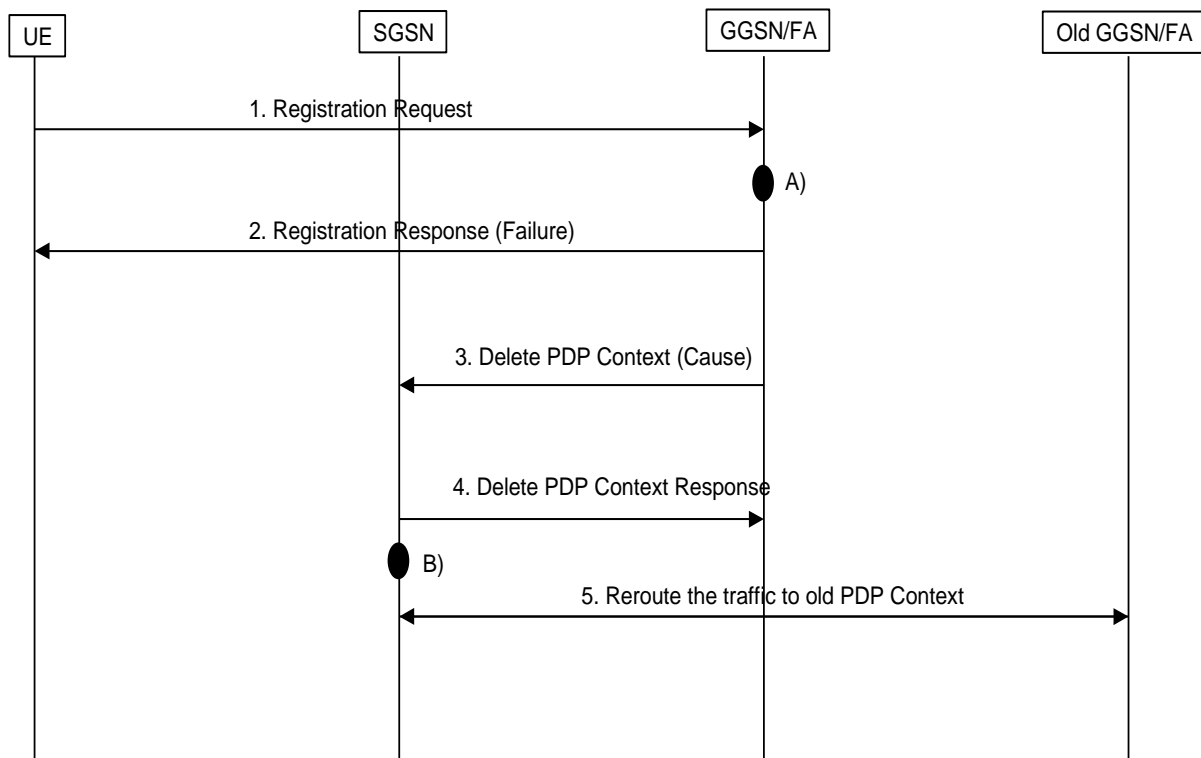 UE
SGSN
GGSN/FA
Old GGSN/FA
1. Registration Request
A)
2. Registration Response (Failure)
3. Delete PDP Context (Cause)
4. Delete PDP Context Response
B)
5. Reroute the traffic to old PDP Context